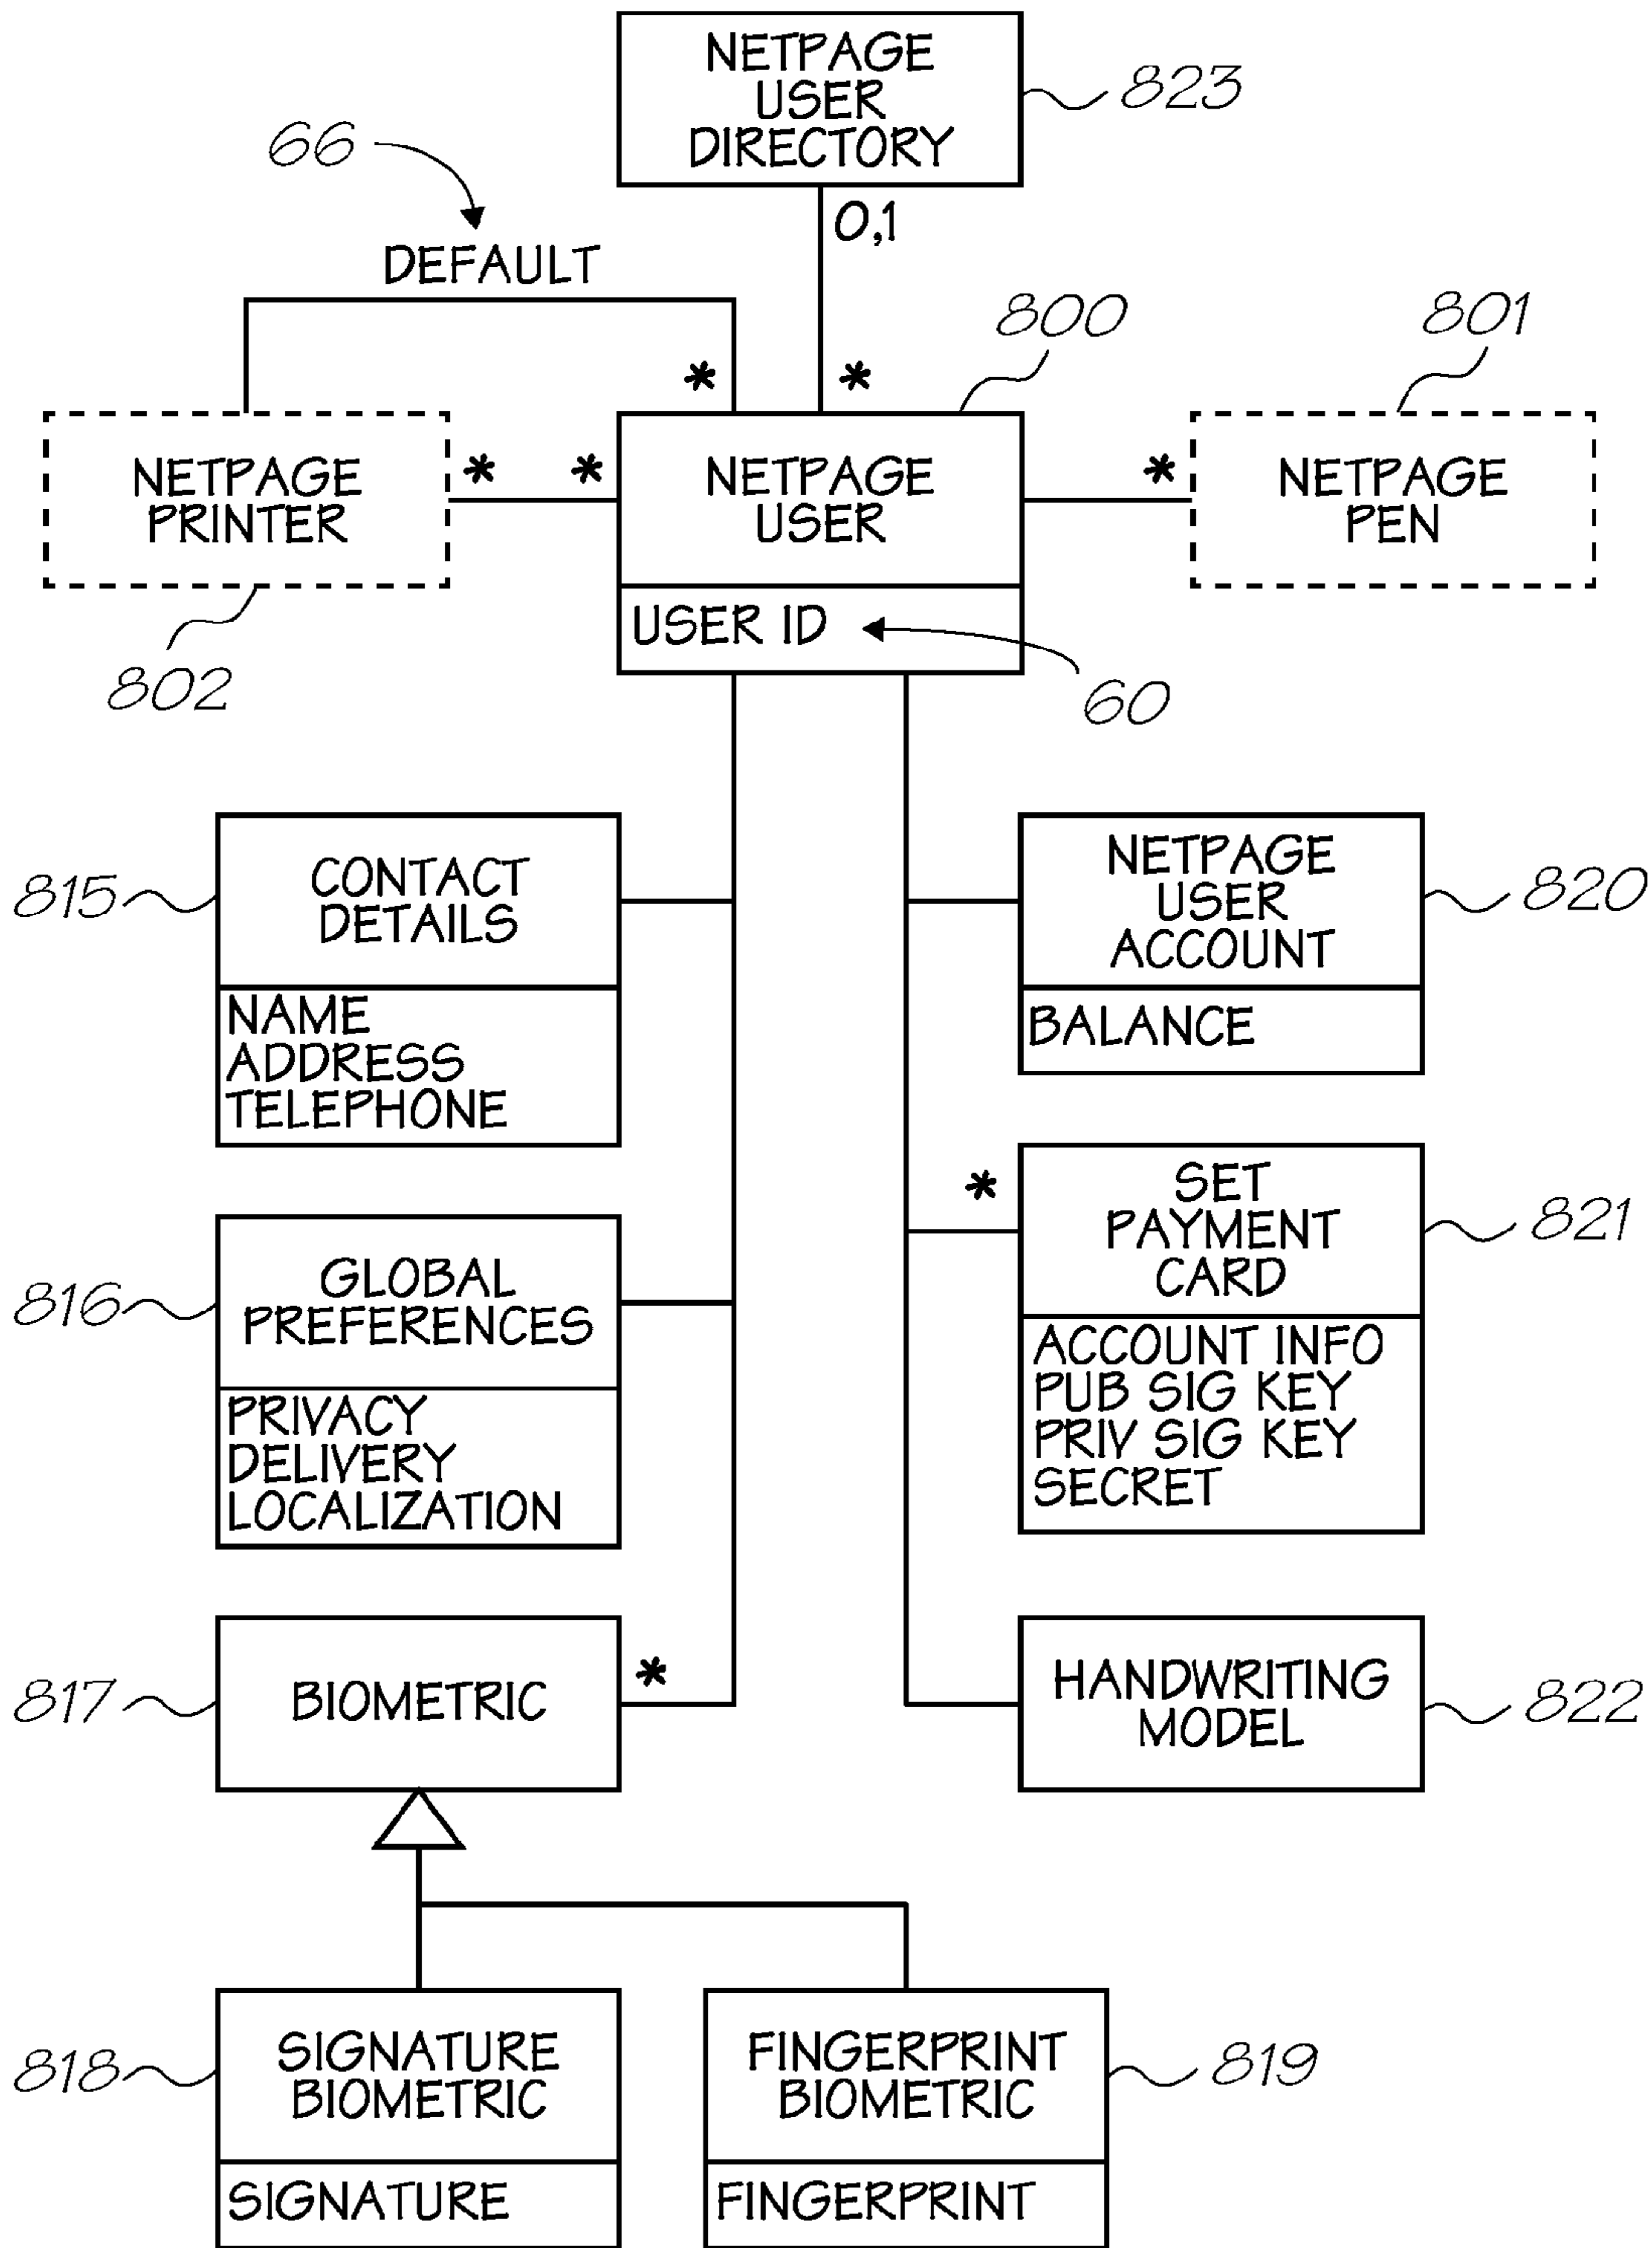 NETPAGE
USER
DIRECTORY
823
66
0,1
DEFAULT
800
801
*
*
NETPAGE
PRINTER
*
*
NETPAGE
USER
*
NETPAGE
PEN
USER ID
802
60
815
CONTACT
DETAILS
NAME
ADDRESS
TELEPHONE
NETPAGE
USER
ACCOUNT
820
BALANCE
816
GLOBAL
PREFERENCES
PRIVACY
DELIVERY
LOCALIZATION
*
SET
PAYMENT
CARD
821
ACCOUNT INFO
PUB SIG KEY
PRIV SIG KEY
SECRET
817
BIOMETRIC
*
HANDWRITING
MODEL
822
818
SIGNATURE
BIOMETRIC
SIGNATURE
FINGERPRINT
BIOMETRIC
819
FINGERPRINT